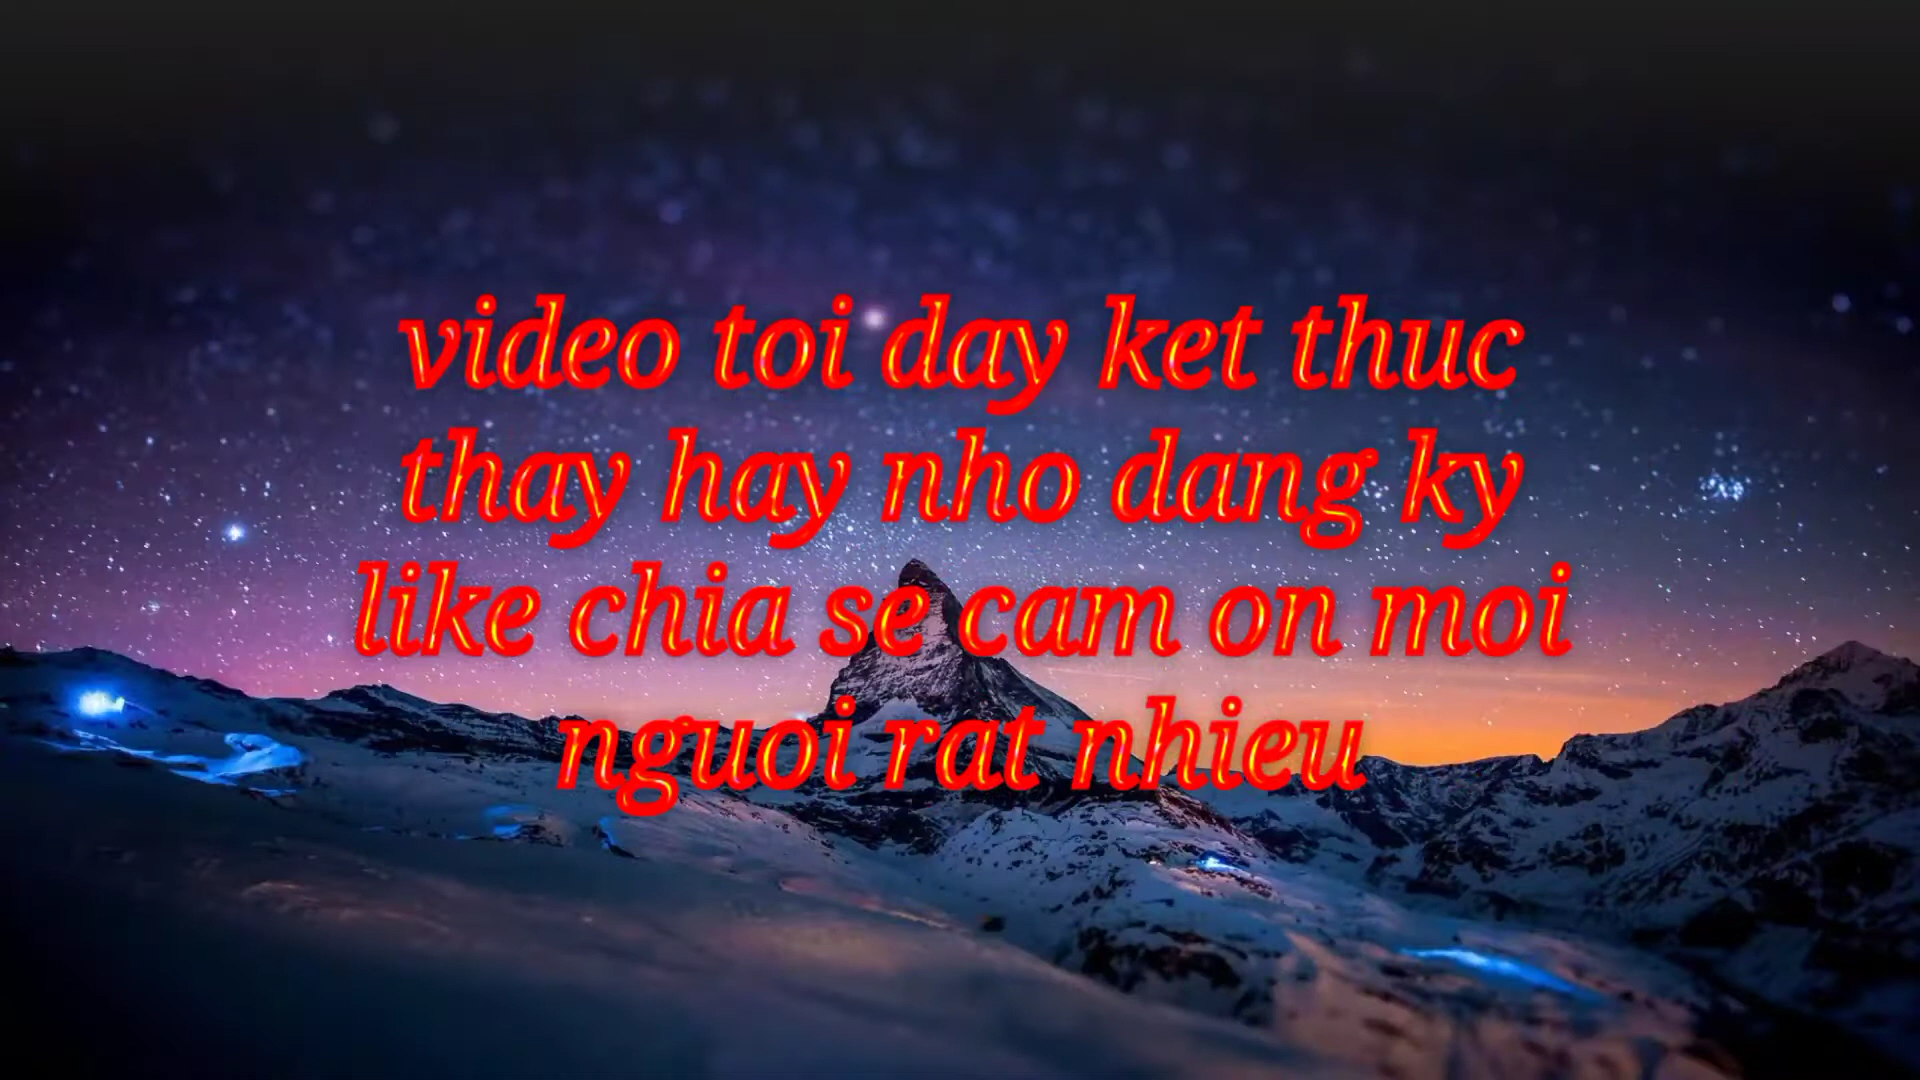 video toi day ket thuc
thay hay nho dang ky
like chia se cam on moi
nguoi rat nhieu